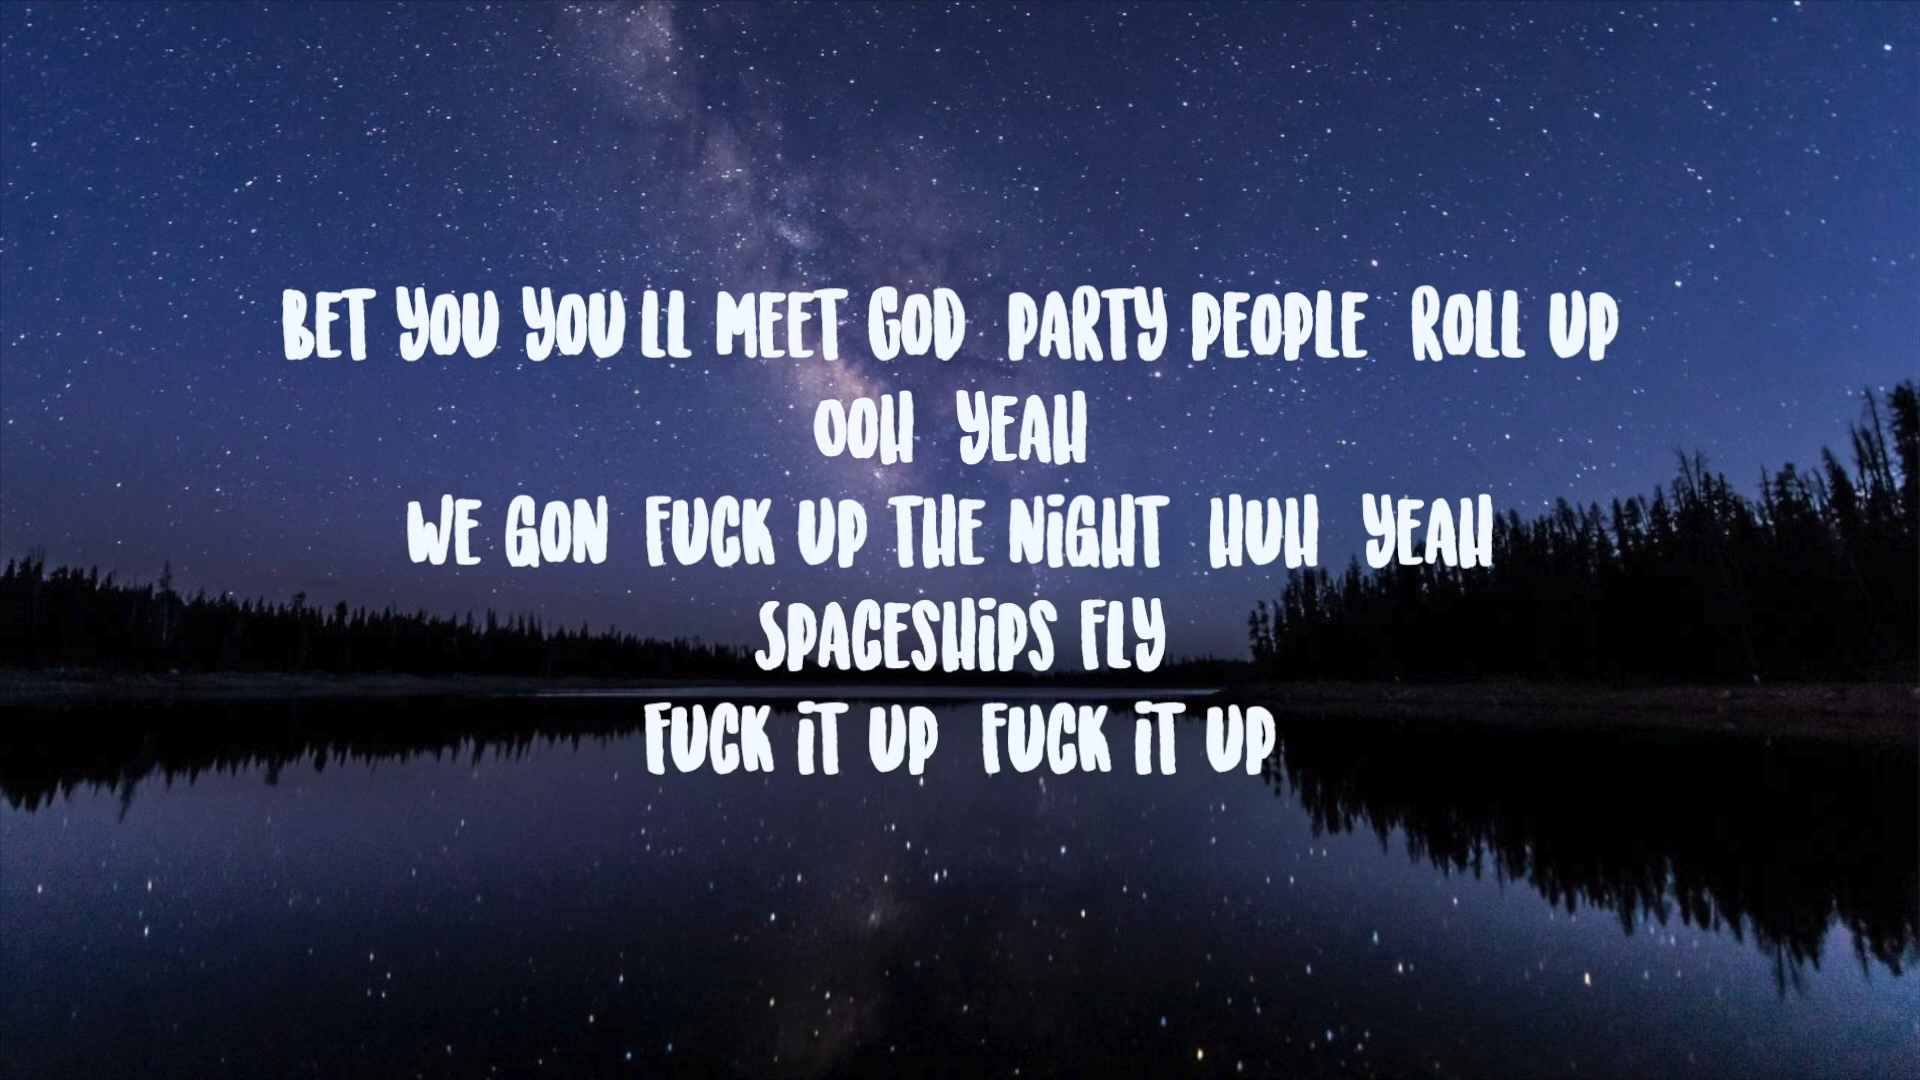 BET YOU YOU LL MEET GOD PARTY PEOPLE ROLL UP
OOH YEAH
WE GON FUCK UP THE NIGHT HUH YEAH
SPACESHIPS FLY
FUCK IT UP FUCK IT UP